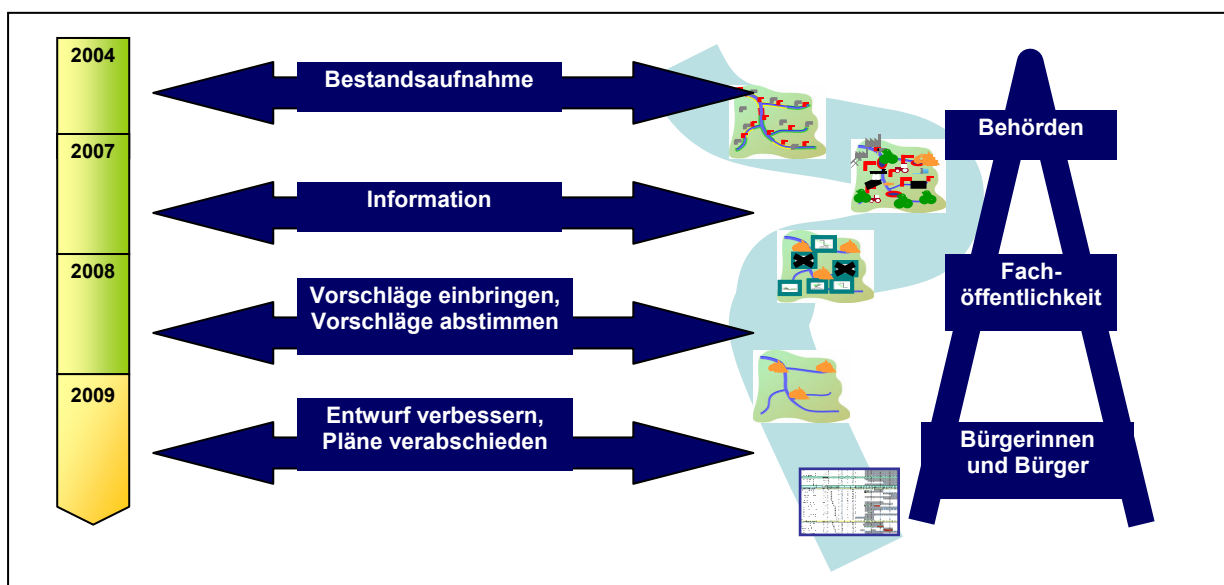 2004
Bestandsaufnahme
Behörden
2007
Information
2008
Vorschläge einbringen,
Vorschläge abstimmen
Fach-
öffentlichkeit
2009
Entwurf verbessern,
Pläne verabschieden
Bürgerinnen
und Bürger